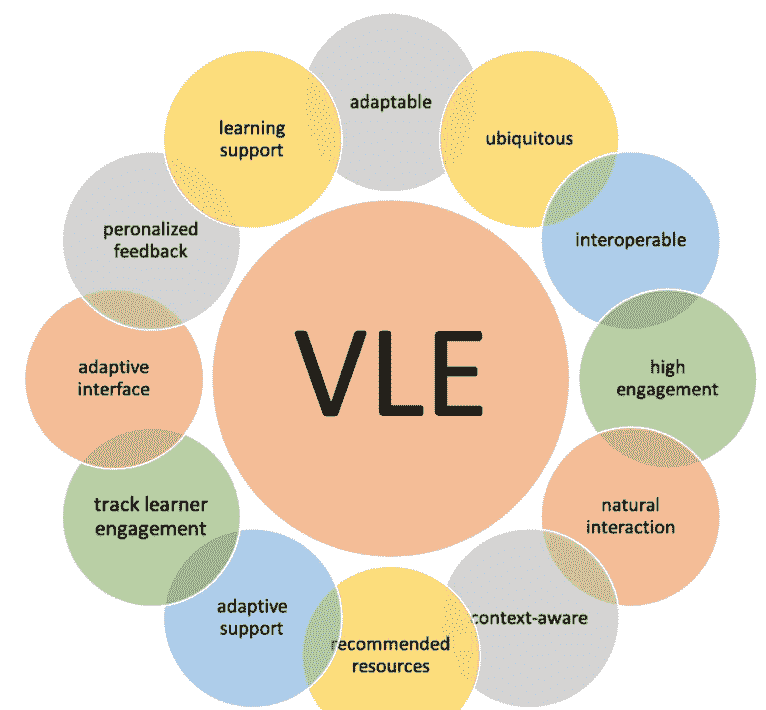 adaptable
ubiquitous
interoperable
high
engagement
natural
interaction
context-aware
recommended
resources
adaptive
support
track learner
engagement
adaptive
interface
peronalized
feedback
learning
support
VLE